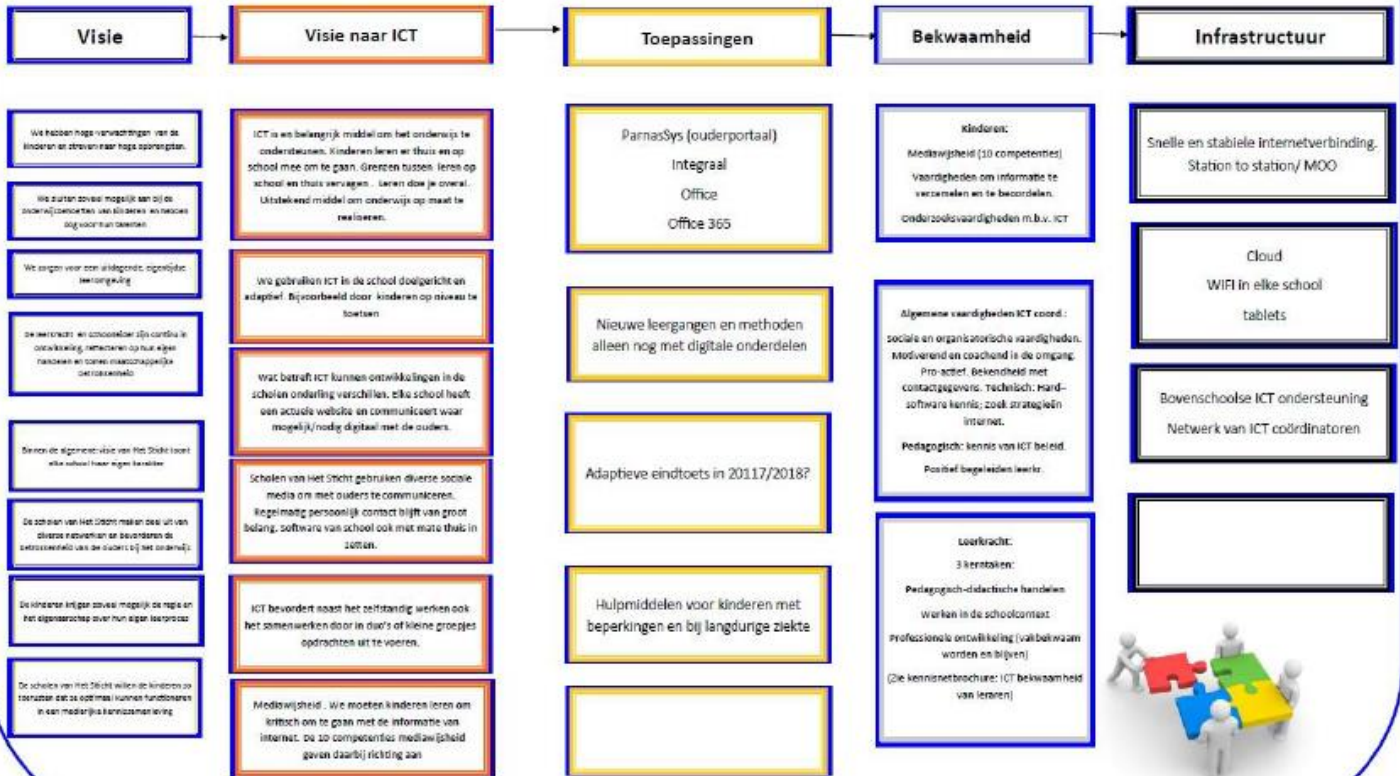 Visie
We hebben hoge verwachtingen van de
kinderen en streven naar hoge opbrengsten.
We sluiten zoveel mogelijk aan bij de
onderwijsbehoeften van kinderen en hebben
oog voor hun talenten
We zorgen voor een uitdagende, eigentijdse
leeromgeving
De leerkracht en schoolleider zijn continu in
ontwikkeling, reflecteren op hun eigen
handelen en tonen maatschappelijke
betrokkenheid
Binnen de algemene visie van Het Sticht toont
elke school haar eigen karakter
De scholen van Het Sticht maken deel uit van
diverse netwerken en bevorderen de
betrokkenheid van de ouders bij het onderwijs
De kinderen krijgen zoveel mogelijk de regie en
het eigenaarschap over hun eigen leerproces
De scholen van Het Sticht willen de kinderen zo
toerusten dat ze optimaal kunnen functioneren
in een mediarijke kennissamenleving
Visie naar ICT
ICT is en belangrijk middel om het onderwijs te
ondersteunen. Kinderen leren er thuis en op
school mee om te gaan. Grenzen tussen leren op
school en thuis vervagen . Leren doe je overal.
Uitstekend middel om onderwijs op maat te
realiseren.
We gebruiken ICT in de school doelgericht en
adaptief. Bijvoorbeeld door kinderen op niveau te
toetsen
Wat betreft ICT kunnen ontwikkelingen in de
scholen onderling verschillen. Elke school heeft
een actuele website en communiceert waar
mogelijk/nodig digitaal met de ouders.
Scholen van Het Sticht gebruiken diverse sociale
media om met ouders te communiceren.
Regelmatig persoonlijk contact blijft van groot
belang. Software van school ook met mate thuis in
zetten.
ICT bevordert naast het zelfstandig werken ook
het samenwerken door in duo's of kleine groepjes
opdrachten uit te voeren.
Mediawijsheid . We moeten kinderen leren om
kritisch om te gaan met de informatie van
internet. De 10 competenties mediawijsheid
geven daarbij richting aan
Toepassingen
ParnasSys (ouderportaal)
Integraal
Office
Office 365
Nieuwe leergangen en methoden
alleen nog met digitale onderdelen
Adaptieve eindtoets in 20117/2018?
Hulpmiddelen voor kinderen met
beperkingen en bij langdurige ziekte
Bekwaamheid
Kinderen:
Mediawijsheid (10 competenties)
Vaardigheden om informatie te
verzamelen en te beoordelen.
Onderzoeksvaardigheden m.b.v. ICT
Algemene vaardigheden ICT coord.:
Sociale en organisatorische vaardigheden.
Motiverend en coachend in de omgang.
Pro-actief. Bekendheid met
contactgegevens. Technisch: Hard–
software kennis; zoek strategieën
internet.
Pedagogisch: kennis van ICT beleid.
Positief begeleiden leerkr.
Leerkracht:
3 kerntaken:
Pedagogisch-didactische handelen
Werken in de schoolcontext
Professionele ontwikkeling (vakbekwaam
worden en blijven)
(Zie kennisnetbrochure: ICT bekwaamheid
van leraren)
Infrastructuur
Snelle en stabiele internetverbinding.
Station to station/ MOO
Cloud
WIFI in elke school
tablets
Bovenschoolse ICT ondersteuning
Netwerk van ICT coördinatoren